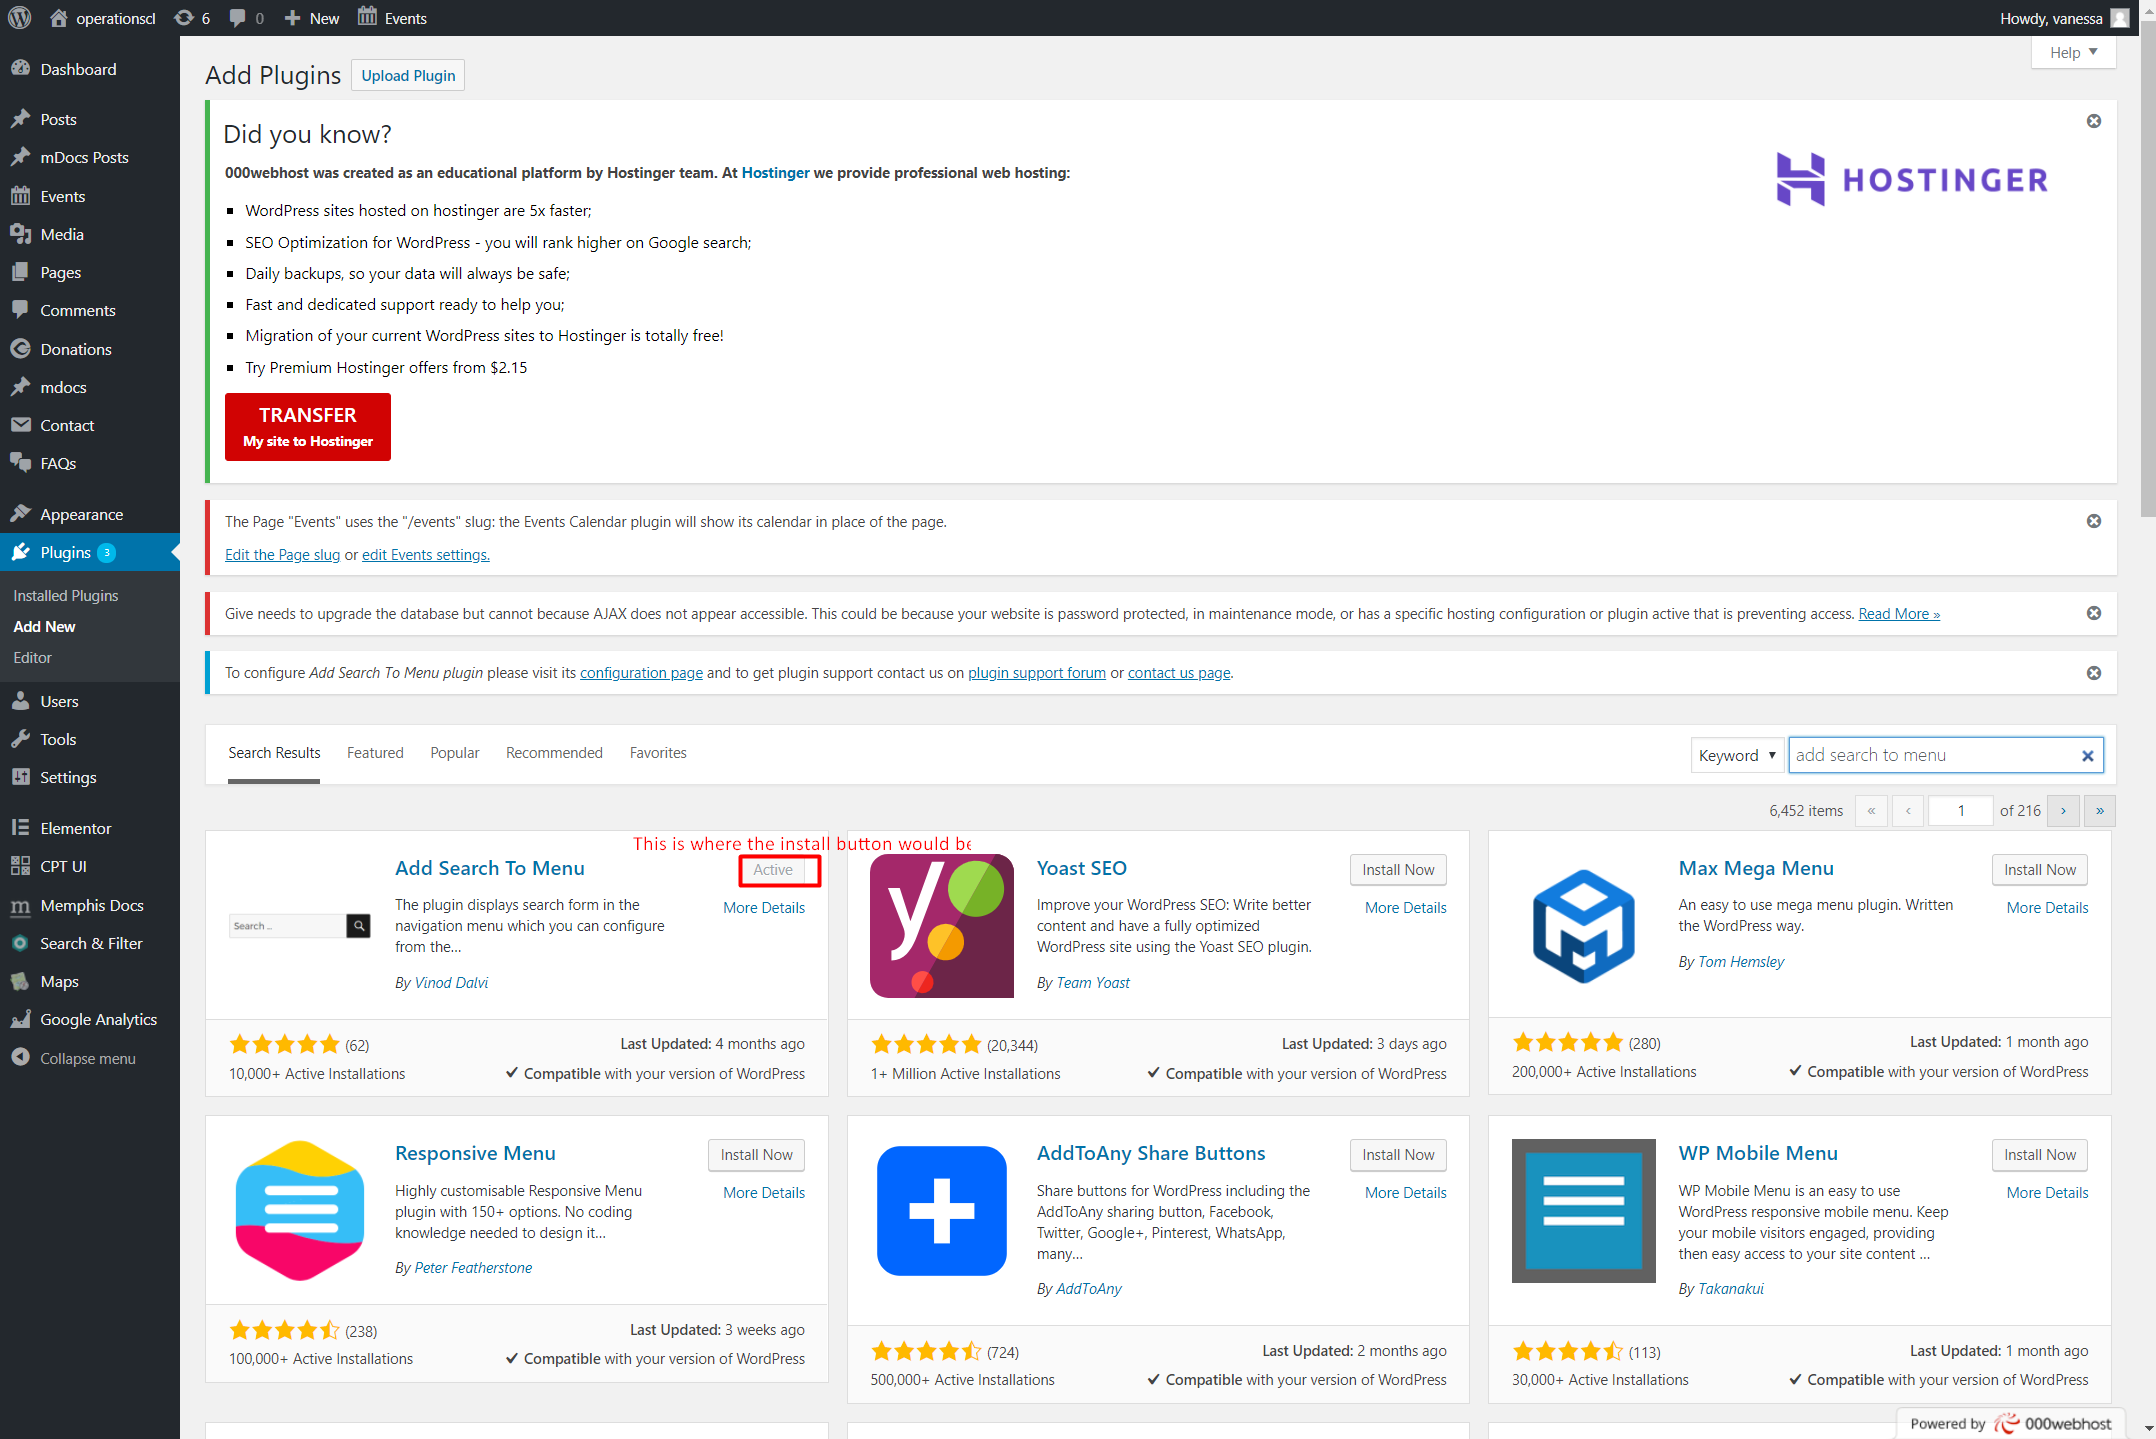 operationscl
6
0
New
Events
Howdy, vanessa
Help
Dashboard
Posts
mDocs Posts
Events
Media
Pages
Comments
Donations
mdocs
Contact
FAQs
Appearance
Plugins 3
Installed Plugins
Add New
Editor
Users
Tools
Settings
Elementor
CPT UI
Memphis Docs
Search & Filter
Maps
Google Analytics
Collapse menu
Add Plugins
Upload Plugin
Did you know?
000webhost was created as an educational platform by Hostinger team. At Hostinger we provide professional web hosting:
WordPress sites hosted on hostinger are 5x faster;
SEO Optimization for WordPress - you will rank higher on Google search;
Daily backups, so your data will always be safe;
Fast and dedicated support ready to help you;
Migration of your current WordPress sites to Hostinger is totally free!
Try Premium Hostinger offers from $2.15
TRANSFER
My site to Hostinger
HOSTINGER
The Page "Events" uses the "/events" slug: the Events Calendar plugin will show its calendar in place of the page.
Edit the Page slug or edit Events settings.
Give needs to upgrade the database but cannot because AJAX does not appear accessible. This could be because your website is password protected, in maintenance mode, or has a specific hosting configuration or plugin active that is preventing access. Read More »
To configure Add Search To Menu plugin please visit its configuration page and to get plugin support contact us on plugin support forum or contact us page.
Search Results
Featured
Popular
Recommended
Favorites
Keyword
add search to menu
6,452 items
«
‹
1
of 216
›
»
This is where the install button would be
Add Search To Menu
Active
More Details
Search ...
The plugin displays search form in the
navigation menu which you can configure
from the...
By Vinod Dalvi
(62)
10,000+ Active Installations
Last Updated: 4 months ago
Compatible with your version of WordPress
Yoast SEO
Install Now
More Details
y
Improve your WordPress SEO: Write better
content and have a fully optimized
WordPress site using the Yoast SEO plugin.
By Team Yoast
(20,344)
1+ Million Active Installations
Last Updated: 3 days ago
Compatible with your version of WordPress
Max Mega Menu
Install Now
More Details
An easy to use mega menu plugin. Written
the WordPress way.
By Tom Hemsley
(280)
200,000+ Active Installations
Last Updated: 1 month ago
Compatible with your version of WordPress
Responsive Menu
Install Now
More Details
Highly customisable Responsive Menu
plugin with 150+ options. No coding
knowledge needed to design it...
By Peter Featherstone
(238)
100,000+ Active Installations
Last Updated: 3 weeks ago
Compatible with your version of WordPress
AddToAny Share Buttons
Install Now
More Details
Share buttons for WordPress including the
AddToAny sharing button, Facebook,
Twitter, Google+, Pinterest, WhatsApp,
many...
By AddToAny
(724)
500,000+ Active Installations
Last Updated: 2 months ago
Compatible with your version of WordPress
WP Mobile Menu
Install Now
More Details
WP Mobile Menu is an easy to use
WordPress responsive mobile menu. Keep
your mobile visitors engaged, providing
then easy access to your site content ...
By Takanakui
(113)
30,000+ Active Installations
Last Updated: 1 month ago
Compatible with your version of WordPress
Powered by 000webhost